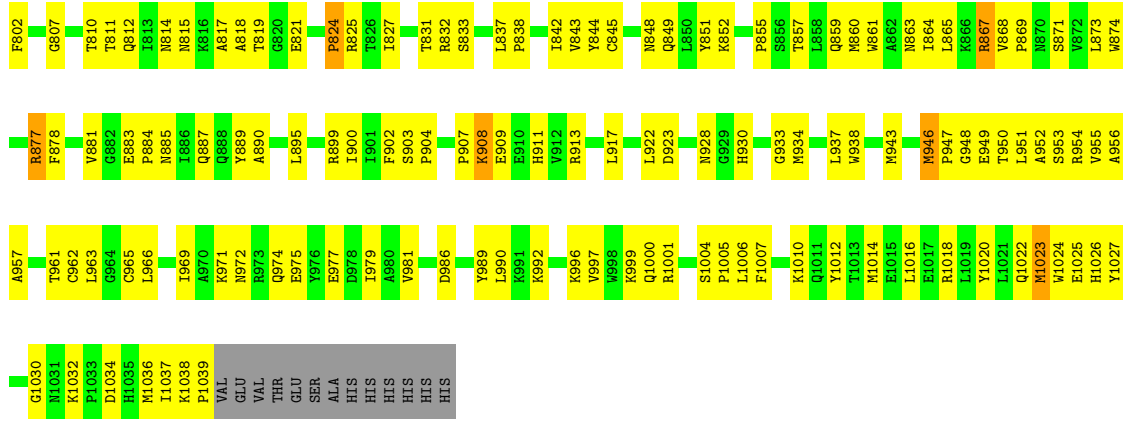 F802 G807 T810 T811 Q812 I813 N814 N815 K816 A817 A818 T819 G820 E821 P824 R825 T826 I827 T831 R832 S833 L837 P838 I842 V843 Y844 C845 N848 Q849 L850 Y851 K852 P855 S856 T857 L858 Q859 M860 W861 A862 N863 I864 L865 K866 R867 V868 P869 N870 S871 V872 L873 W874
R877 F878 V881 G882 E883 P884 N885 I886 Q887 Q888 Y889 A890 L895 R899 I900 I901 F902 S903 P904 P907 K908 E909 E910 H911 V912 R913 L917 L922 D923 N928 G929 H930 G933 M934 L937 W938 M943 M946 P947 G948 E949 T950 L951 A952 S953 R954 V955 A956
A957 T961 C962 L963 G964 C965 L966 I969 A970 K971 N972 R973 Q974 E975 Y976 E977 D978 I979 A980 V981 D986 Y989 L990 K991 K992 K996 V997 W998 K999 Q1000 R1001 S1004 P1005 L1006 F1007 K1010 Q1011 Y1012 T1013 M1014 E1015 L1016 E1017 R1018 L1019 Y1020 L1021 Q1022 M1023 W1024 E1025 H1026 Y1027
G1030 N1031 K1032 P1033 D1034 H1035 M1036 I1037 K1038 P1039 VAL GLU VAL THR GLU SER ALA HIS HIS HIS HIS HIS HIS